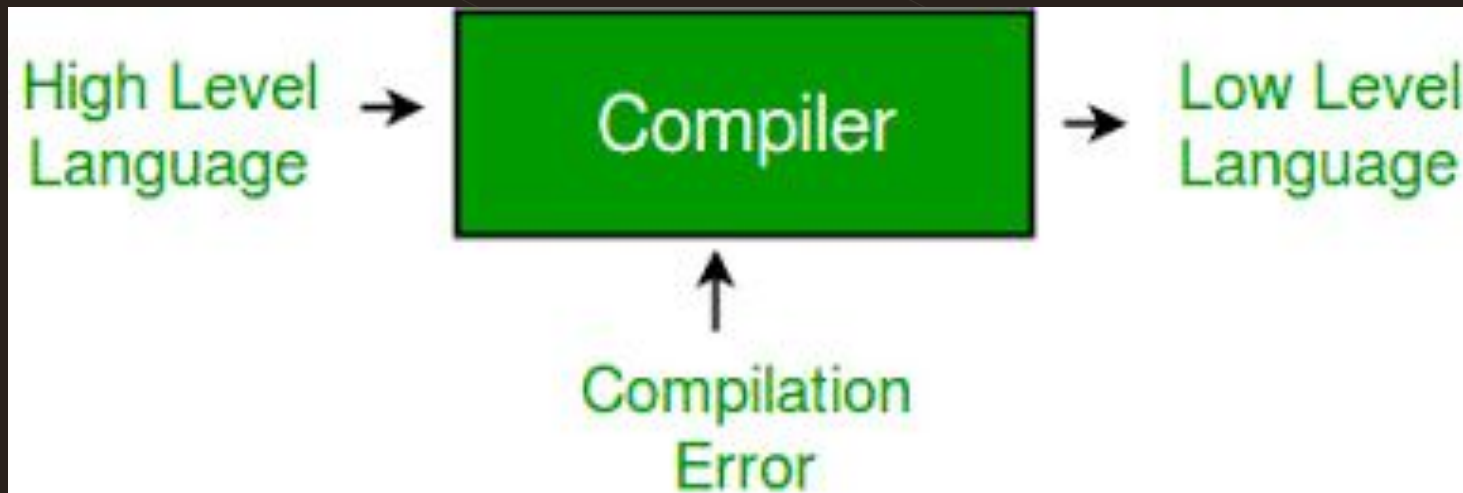 High Level
Language
Compiler
Low Level
Language
Compilation
Error